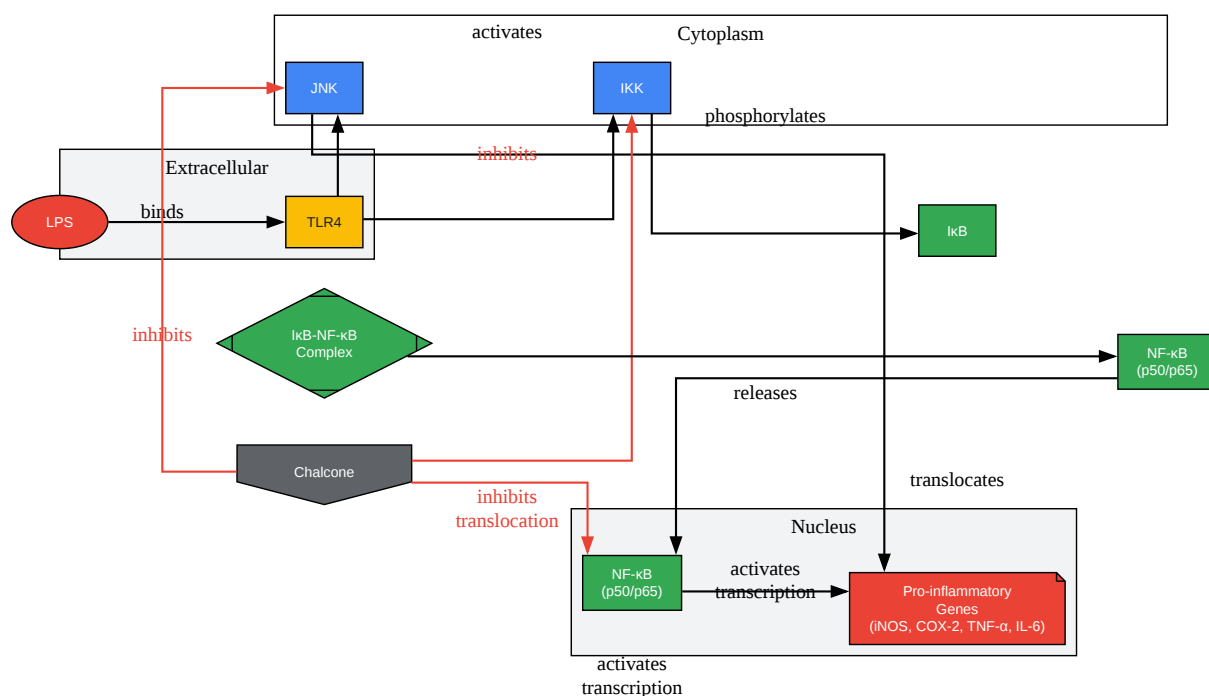 activates
Cytoplasm
JNK
IKK
phosphorylates
inhibits
Extracellular
binds
LPS
TLR4
IκB
inhibits
IκB-NF-κB
Complex
NF-κB
(p50/p65)
releases
Chalcone
translocates
inhibits
translocation
Nucleus
NF-κB
(p50/p65)
activates
transcription
Pro-inflammatory
Genes
(iNOS, COX-2, TNF-α, IL-6)
activates
transcription